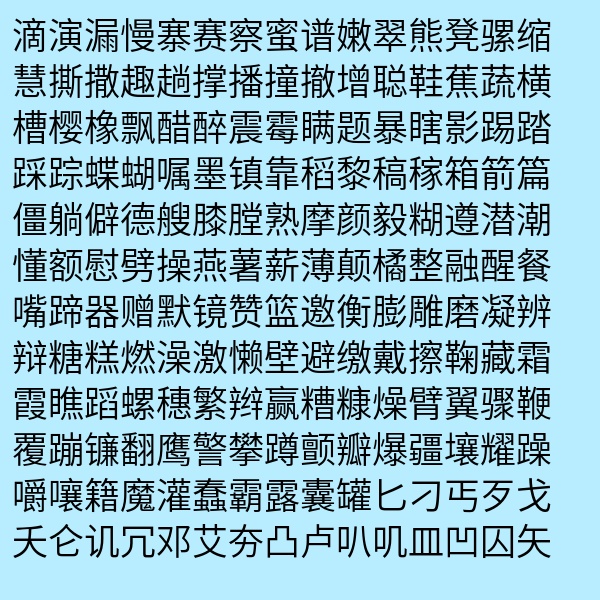 滴演漏慢寨赛察蜜谱嫩翠熊凳骡缩
慧撕撒趣趟撑播撞撤增聪鞋蕉蔬横
槽樱橡飘醋醉震霉瞒题暴瞎影踢踏
踩踪蝶蝴嘱墨镇靠稻黎稿稼箱箭篇
僵躺僻德艘膝膛熟摩颜毅糊遵潜潮
懂额慰劈操燕薯薪薄颠橘整融醒餐
嘴蹄器赠默镜赞篮邀衡膨雕磨凝辨
辩糖糕燃澡激懒壁避缴戴擦鞠藏霜
霞瞧蹈螺穗繁辫赢糟糠燥臂翼骤鞭
覆蹦镰翻鹰警攀蹲颤瓣爆疆壤耀躁
嚼嚷籍魔灌蠢霸露囊罐匕刁丐歹戈
夭仑讥冗邓艾夯凸卢叭叽皿凹囚矢